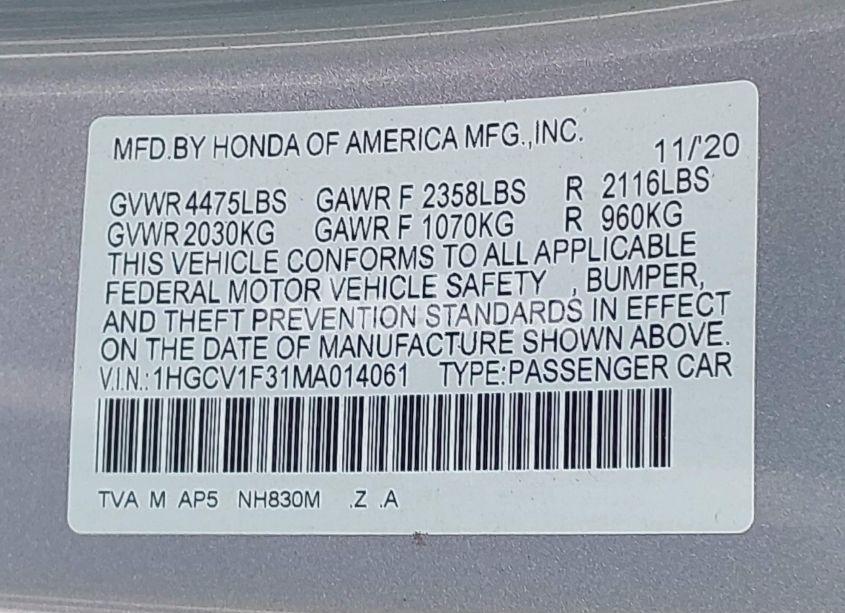 MFD.BY HONDA OF AMERICA MFG.,INC. 11/'20
GVWR 4475LBS GAWR F 2358LBS R 2116LBS
GVWR 2030KG GAWR F 1070KG R 960KG
THIS VEHICLE CONFORMS TO ALL APPLICABLE
FEDERAL MOTOR VEHICLE SAFETY , BUMPER,
AND THEFT PREVENTION STANDARDS IN EFFECT
ON THE DATE OF MANUFACTURE SHOWN ABOVE.
V.I.N.: 1HGCV1F31MA014061 TYPE:PASSENGER CAR
TVA M AP5 NH830M .Z .A